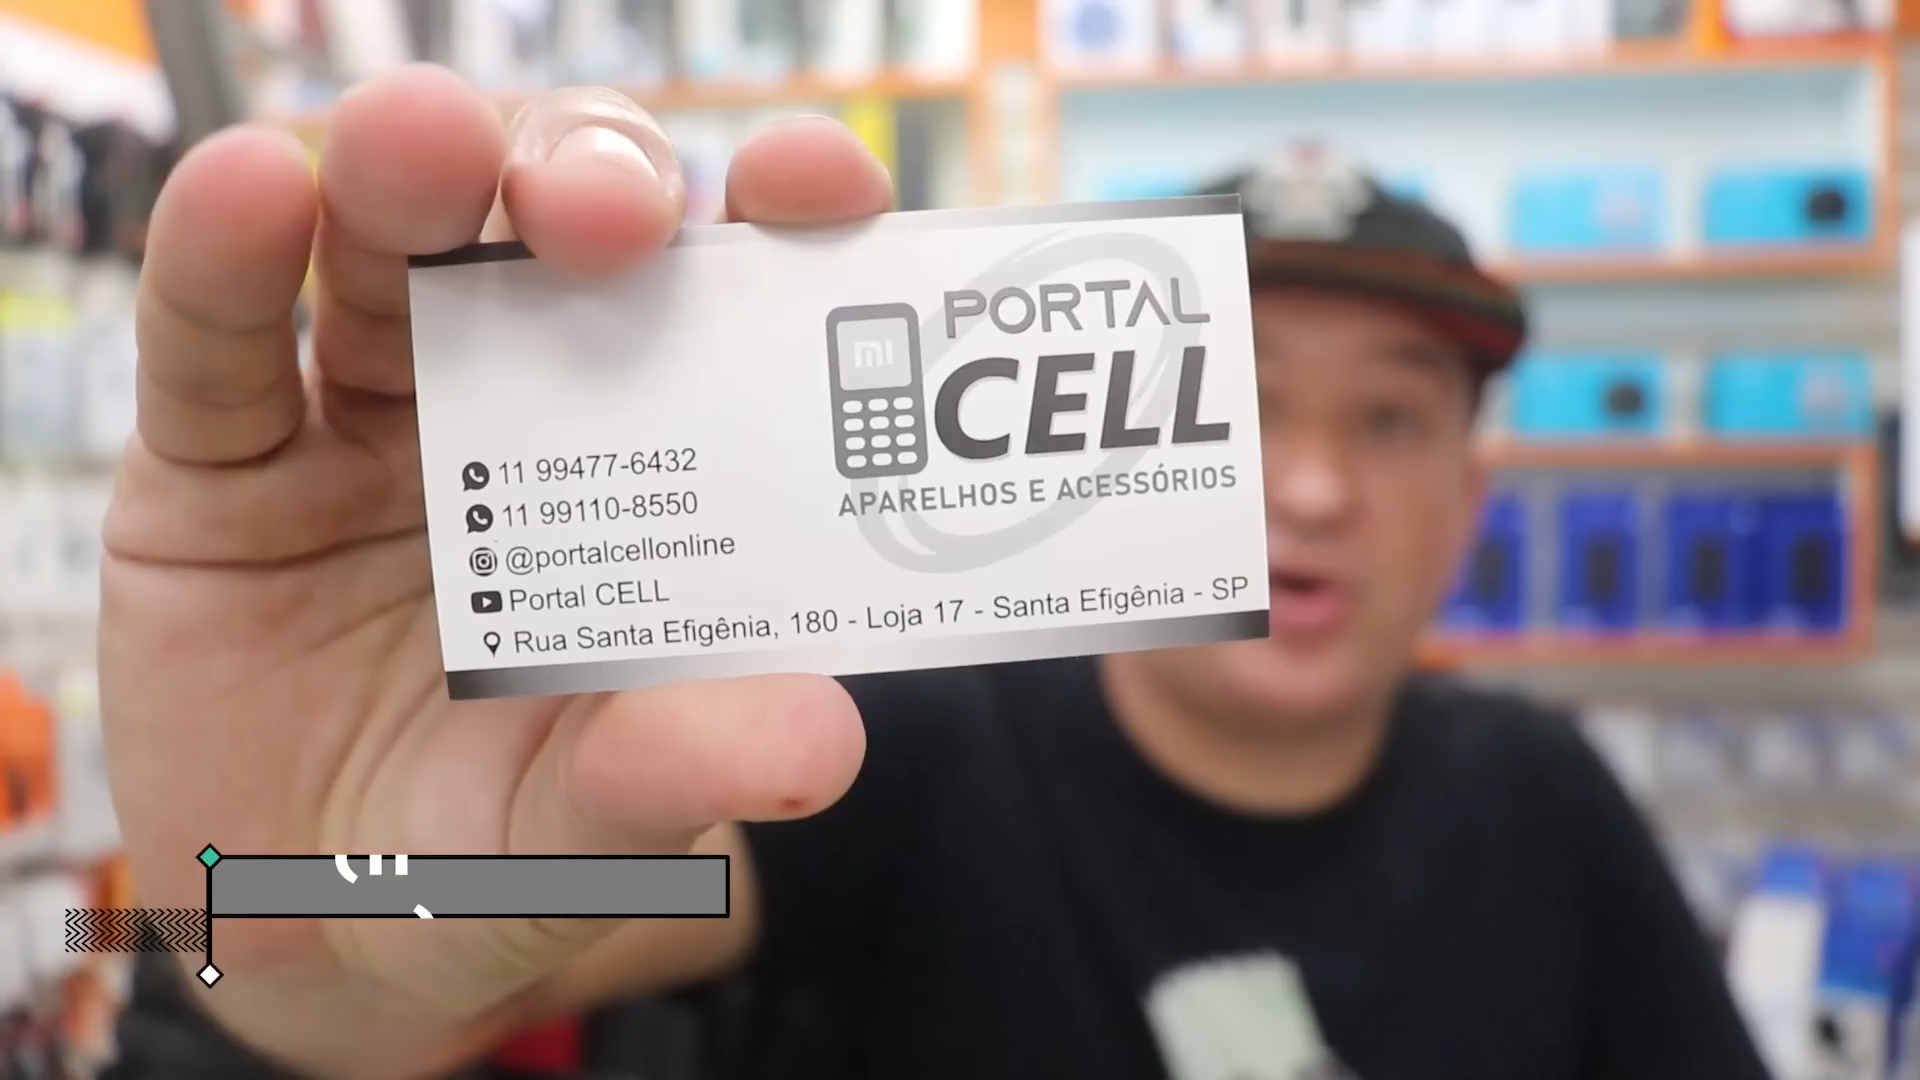 PORTAL
CELL
APARELHOS E ACESSÓRIOS
mi
11 99477-6432
11 99110-8550
@portalcellonline
Portal CELL
Rua Santa Efigênia, 180 - Loja 17 - Santa Efigênia - SP